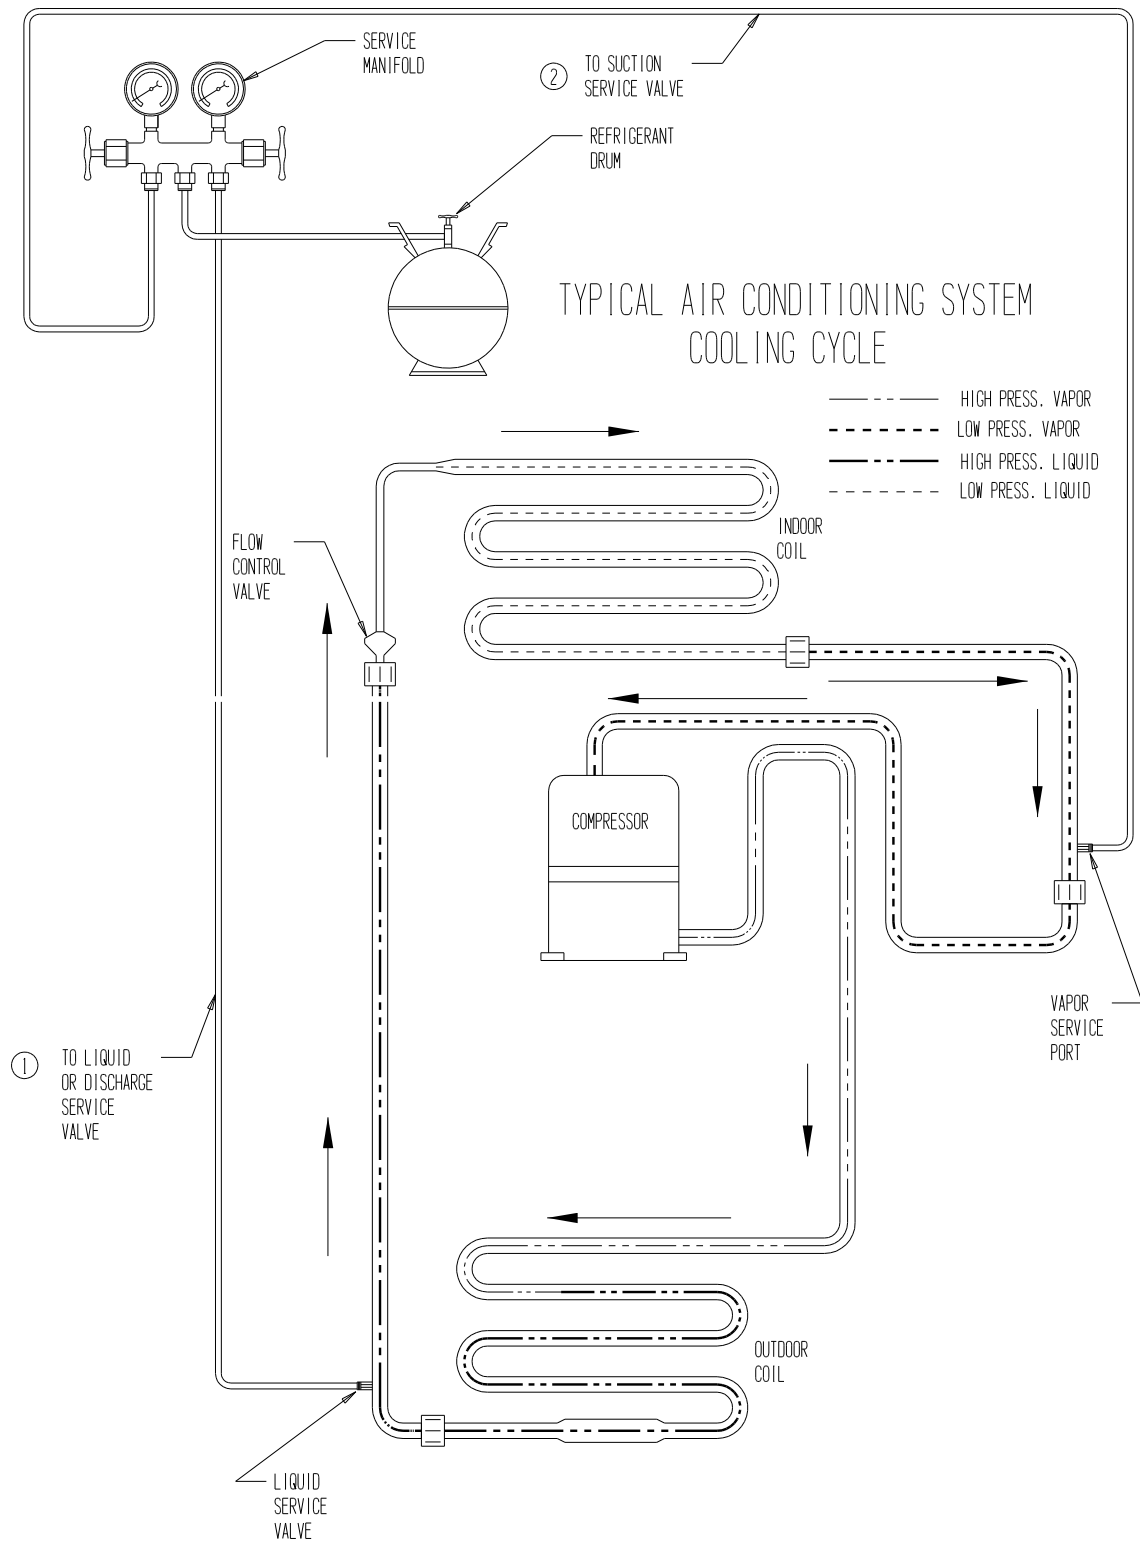 SERVICE
MANIFOLD
2
TO SUCTION
SERVICE VALVE
REFRIGERANT
DRUM
TYPICAL AIR CONDITIONING SYSTEM
COOLING CYCLE
HIGH PRESS. VAPOR
LOW PRESS. VAPOR
HIGH PRESS. LIQUID
LOW PRESS. LIQUID
INDOOR
COIL
FLOW
CONTROL
VALVE
COMPRESSOR
VAPOR
SERVICE
PORT
1
TO LIQUID
OR DISCHARGE
SERVICE
VALVE
OUTDOOR
COIL
LIQUID
SERVICE
VALVE